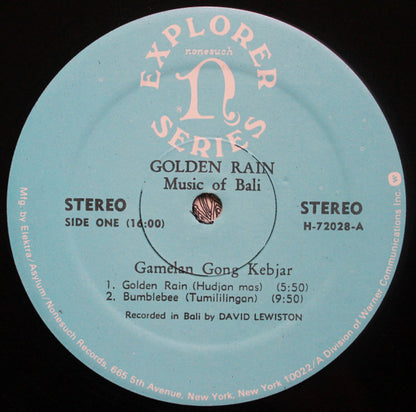 EXPLORER
nonesuch
n
SERIES
GOLDEN RAIN
Music of Bali
STEREO
SIDE ONE (16:00)
STEREO
H-72028-A
Gamelan Gong Kebjar
1. Golden Rain (Hudjan mas) (5:50)
2. Bumblebee (Tumililingan) (9:50)
Recorded in Bali by DAVID LEWISTON
Mfg. by Elektra/Asylum/Nonesuch Records, 665 5th Avenue, New York, New York 10022/A Division of Warner Communications Inc.